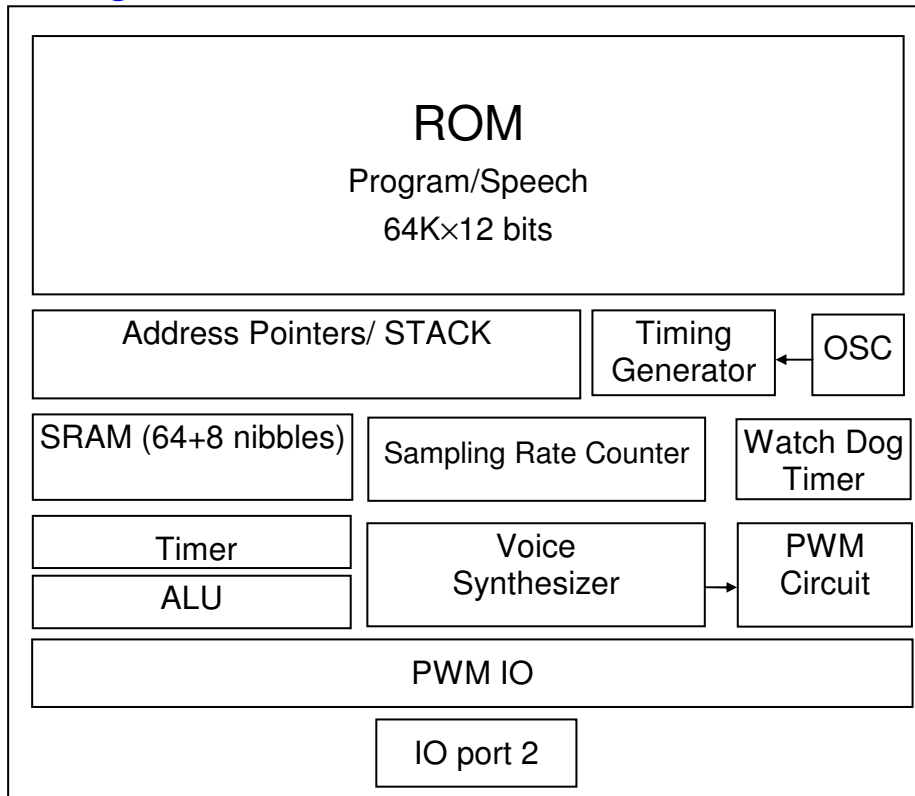 ROM
Program/Speech
64K×12 bits
Address Pointers/ STACK
Timing
Generator
OSC
SRAM (64+8 nibbles)
Sampling Rate Counter
Watch Dog
Timer
Timer
ALU
Voice
Synthesizer
PWM
Circuit
PWM IO
IO port 2